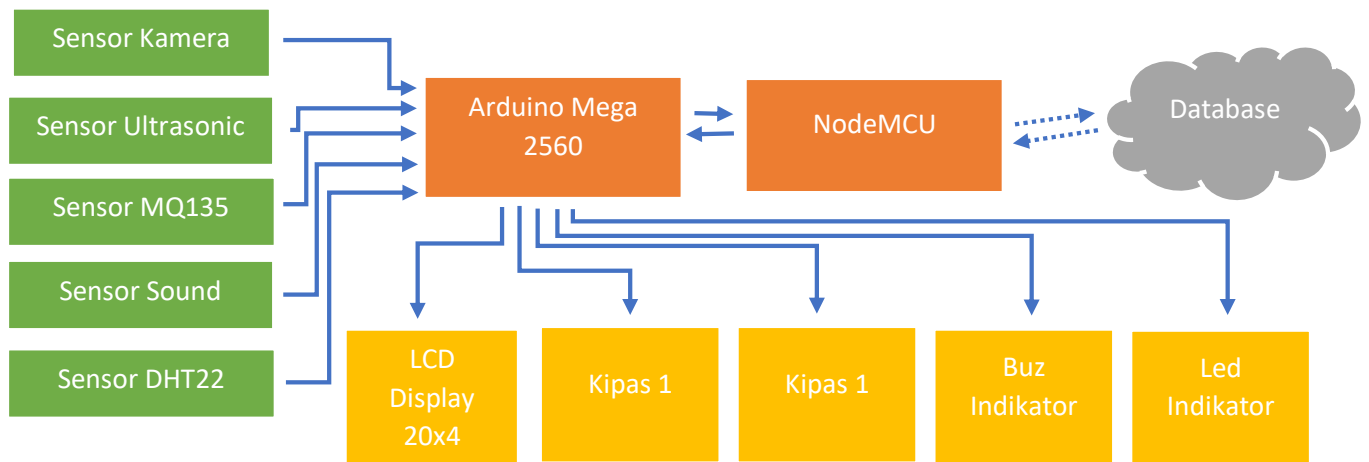 Sensor Kamera
Sensor Ultrasonic
Sensor MQ135
Sensor Sound
Sensor DHT22
Arduino Mega
2560
NodeMCU
Database
LCD
Display
20x4
Kipas 1
Kipas 1
Buz
Indikator
Led
Indikator